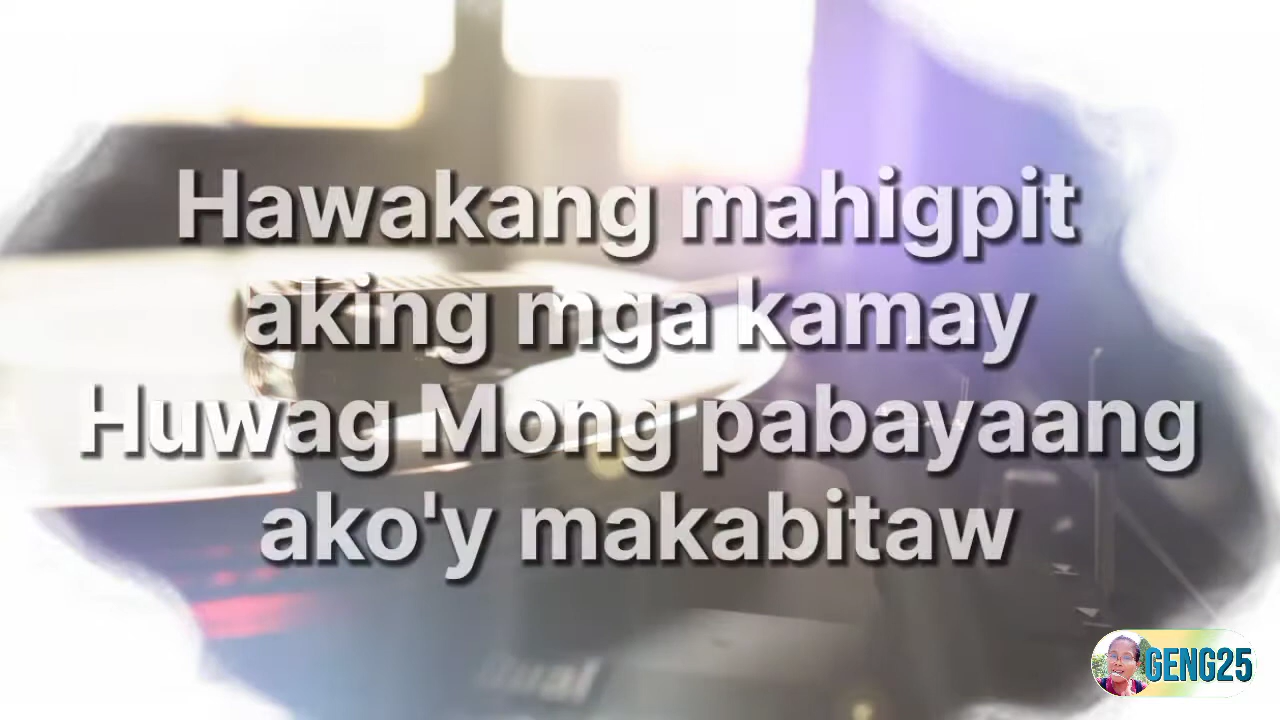 Hawakang mahigpit
aking mga kamay
Huwag Mong pabayaang
ako'y makabitaw
GENG25